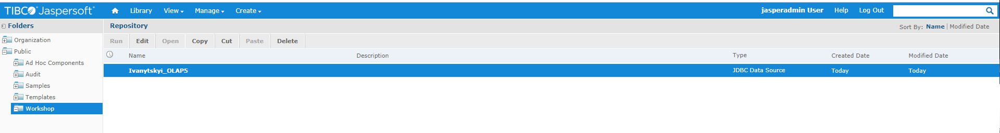 TIBCO Jaspersoft Library View Manage Create jasperadmin User Help Log Out
Folders
Repository Sort By: Name | Modified Date
Organization
Public
Ad Hoc Components
Audit
Samples
Templates
Workshop
Run Edit Open Copy Cut Paste Delete
Name Description Type Created Date Modified Date
Ivanytskyi_OLAP5 JDBC Data Source Today Today